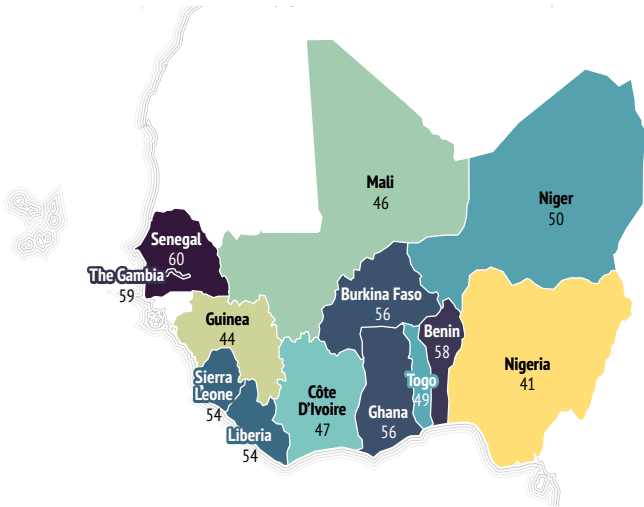 Mali
46
Niger
50
Senegal
60
The Gambia
59
Burkina Faso
56
Guinea
44
Benin
58
Nigeria
41
Sierra
Leone
54
Togo
49
Côte
D'Ivoire
47
Ghana
56
Liberia
54